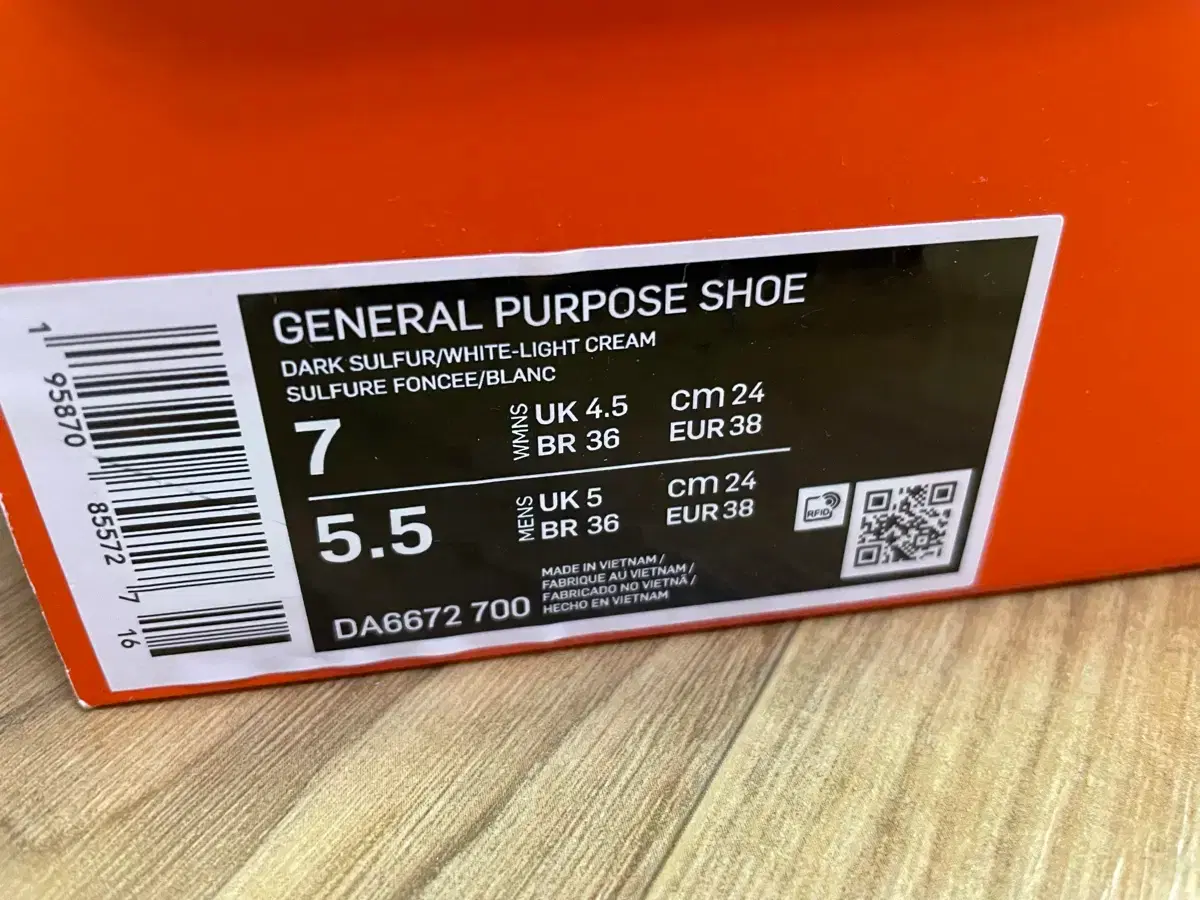 GENERAL PURPOSE SHOE
DARK SULFUR/WHITE-LIGHT CREAM
SULFURE FONCEE/BLANC
7
WMNS
UK 4.5
BR 36
cm 24
EUR 38
5.5
MENS
UK 5
BR 36
cm 24
EUR 38
DA6672 700
MADE IN VIETNAM /
FABRIQUE AU VIETNAM /
FABRICADO NO VIETNÃ /
HECHO EN VIETNAM
RFID
1 95870 85572 7 16